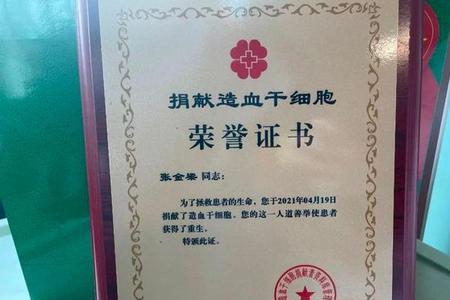 捐献造血干细胞
荣誉证书
张金梁 同志：
为了拯救患者的生命，您于2021年04月19日
捐献了造血干细胞。您的这一人道善举使患者
获得了重生。
特颁此证。